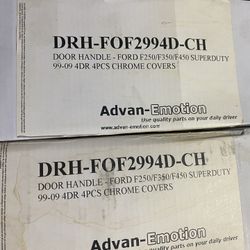 DRH-FOF2994D-CH
DOOR HANDLE - FORD F250/F350/F450 SUPERDUTY
99-09 4DR 4PCS CHROME COVERS
Advan-Emotion
Use quality parts on your daily driver
www.advan-emotion.com
DRH-FOF2994D-CH
DOOR HANDLE - FORD F250/F350/F450 SUPERDUTY
99-09 4DR 4PCS CHROME COVERS
Advan-Emotion
Use quality parts on your daily driver